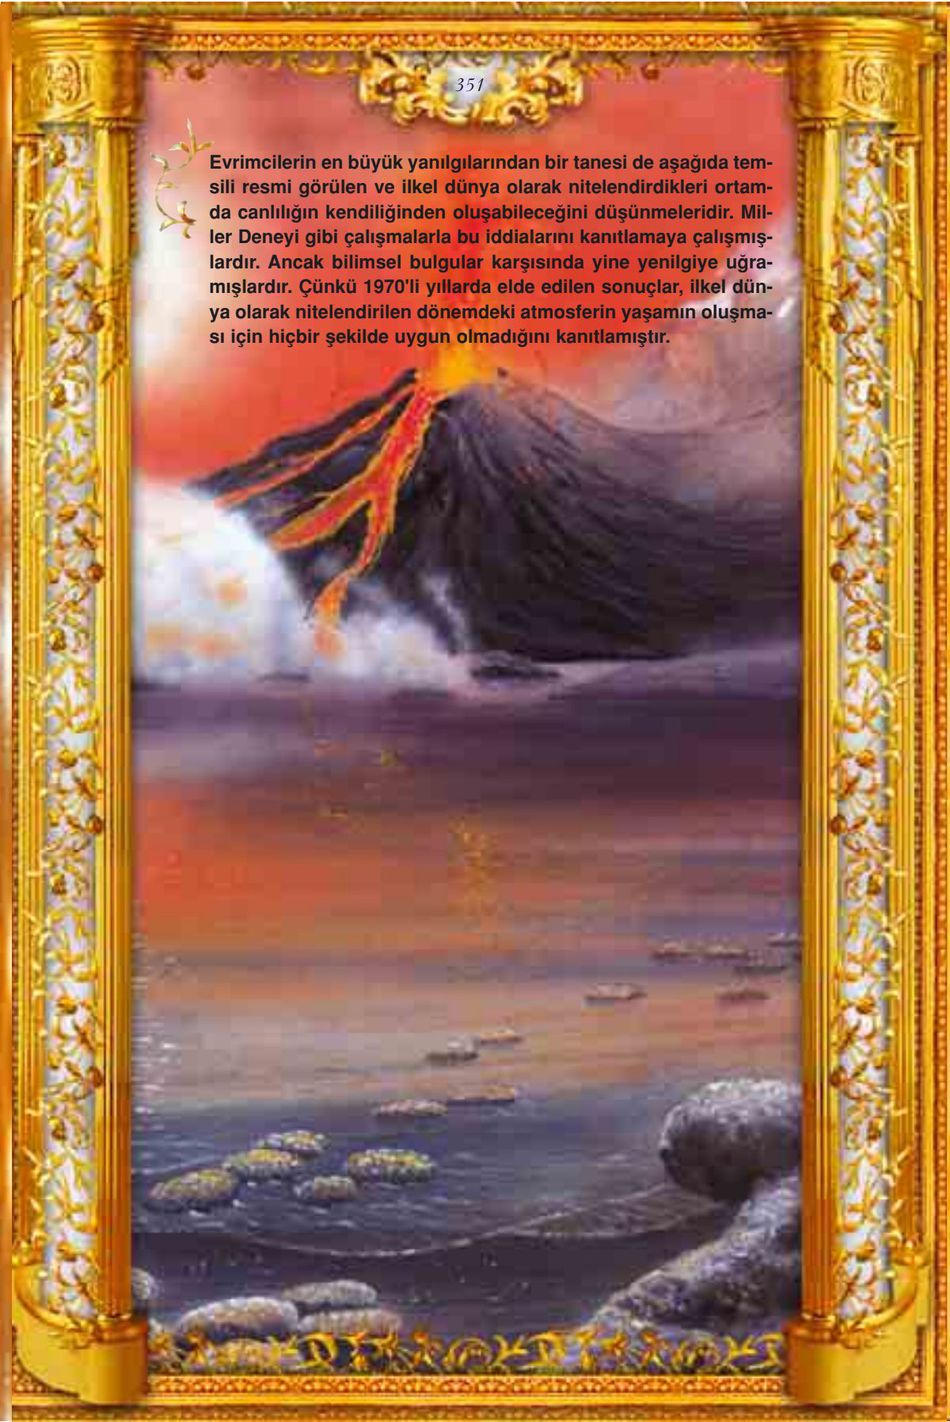 351
Evrimcilerin en büyük yanılgılarından bir tanesi de aşağıda tem-
sili resmi görülen ve ilkel dünya olarak nitelendirdikleri ortam-
da canlılığın kendiliğinden oluşabileceğini düşünmeleridir. Mil-
ler Deneyi gibi çalışmalarla bu iddialarını kanıtlamaya çalışmış-
lardır. Ancak bilimsel bulgular karşısında yine yenilgiye uğra-
mışlardır. Çünkü 1970'li yıllarda elde edilen sonuçlar, ilkel dün-
ya olarak nitelendirilen dönemdeki atmosferin yaşamın oluşma-
sı için hiçbir şekilde uygun olmadığını kanıtlamıştır.